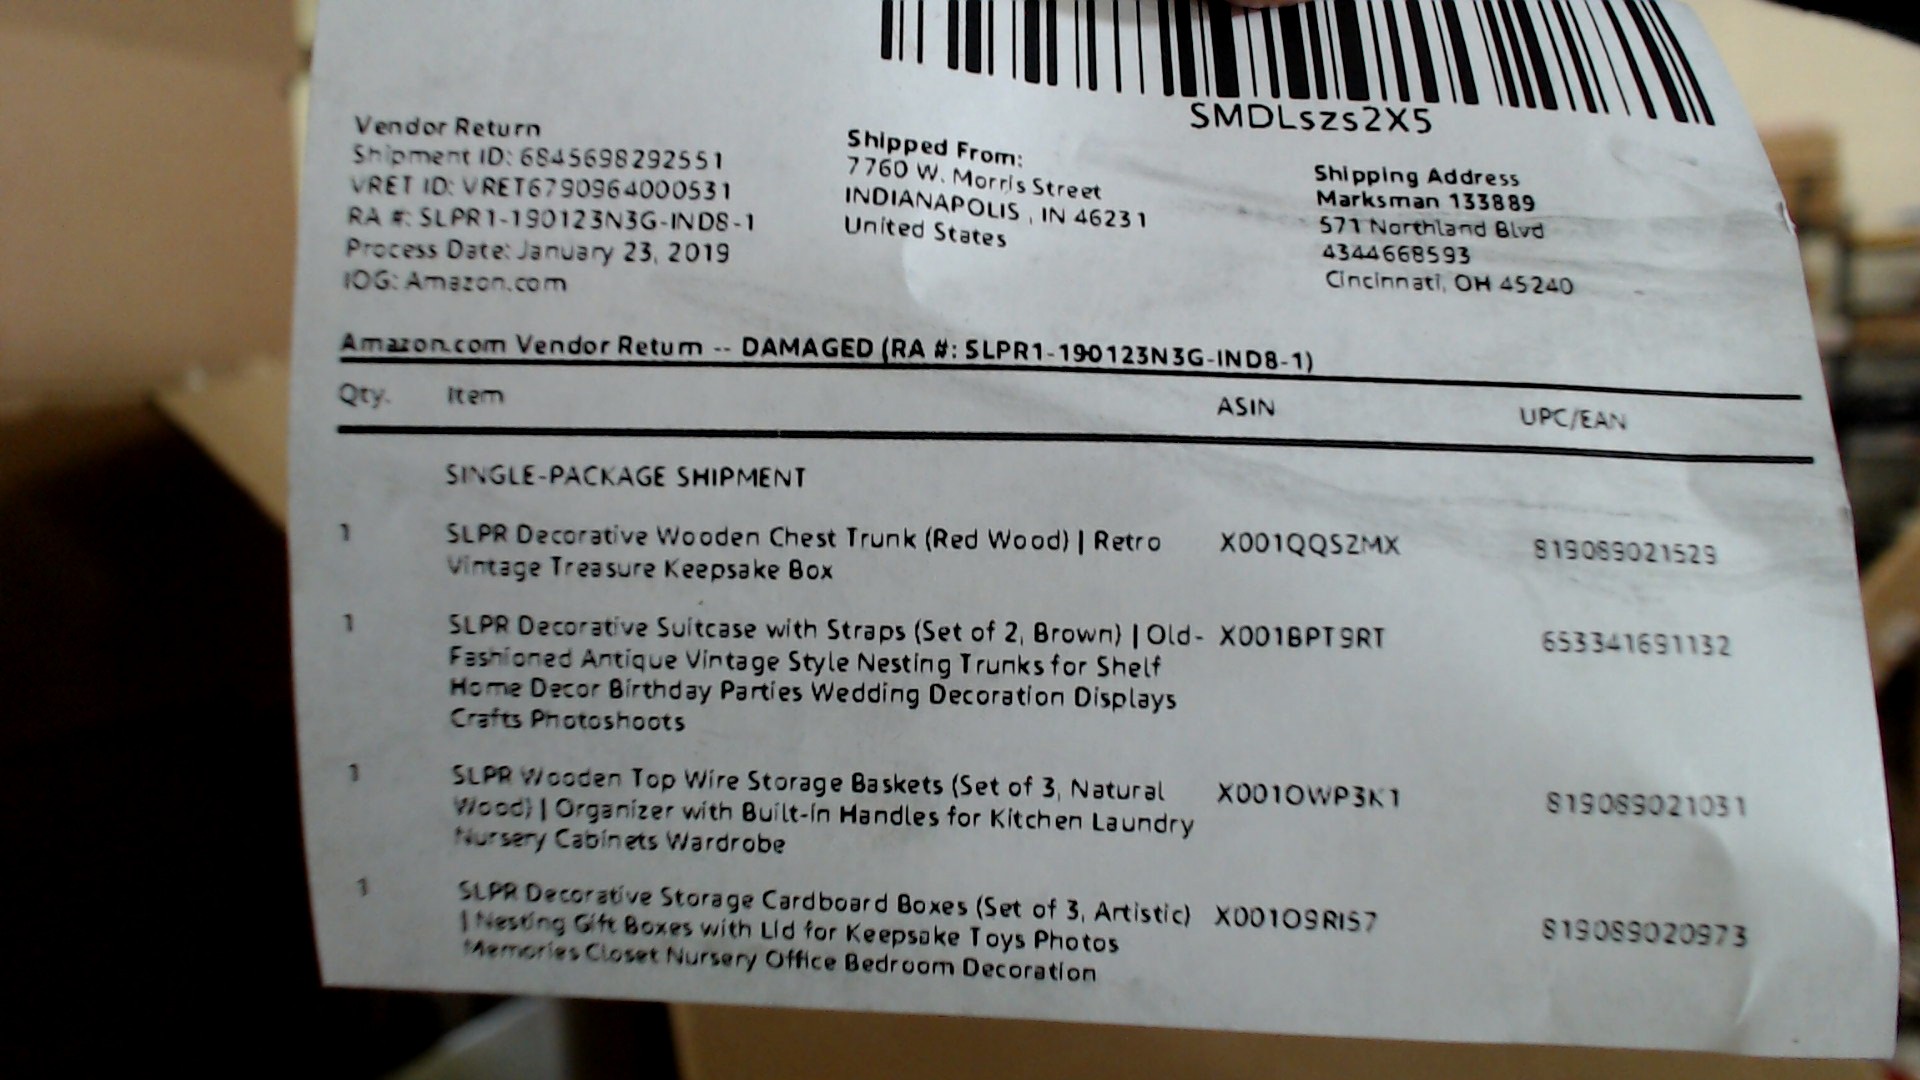 SMDLszs2X5
Vendor Return
Shipment ID: 6845698292551
VRET ID: VRET6790964000531
RA #: SLPR1-190123N3G-IND8-1
Process Date: January 23, 2019
IOG: Amazon.com
Shipped From:
7760 W. Morris Street
INDIANAPOLIS , IN 46231
United States
Shipping Address
Marksman 133889
571 Northland Blvd
4344668593
Cincinnati, OH 45240
Amazon.com Vendor Return -- DAMAGED (RA #: SLPR1-190123N3G-IND8-1)
Qty. Item ASIN UPC/EAN
SINGLE-PACKAGE SHIPMENT
1 SLPR Decorative Wooden Chest Trunk (Red Wood) | Retro X001QQSZMX 819089021529
Vintage Treasure Keepsake Box
1 SLPR Decorative Suitcase with Straps (Set of 2, Brown) | Old- X001BPT9RT 653341691132
Fashioned Antique Vintage Style Nesting Trunks for Shelf
Home Decor Birthday Parties Wedding Decoration Displays
Crafts Photoshoots
1 SLPR Wooden Top Wire Storage Baskets (Set of 3, Natural X001OWP3K1 819089021031
Wood) | Organizer with Built-in Handles for Kitchen Laundry
Nursery Cabinets Wardrobe
1 SLPR Decorative Storage Cardboard Boxes (Set of 3, Artistic) X001O9RI57 819089020973
| Nesting Gift Boxes with Lid for Keepsake Toys Photos
Memories Closet Nursery Office Bedroom Decoration